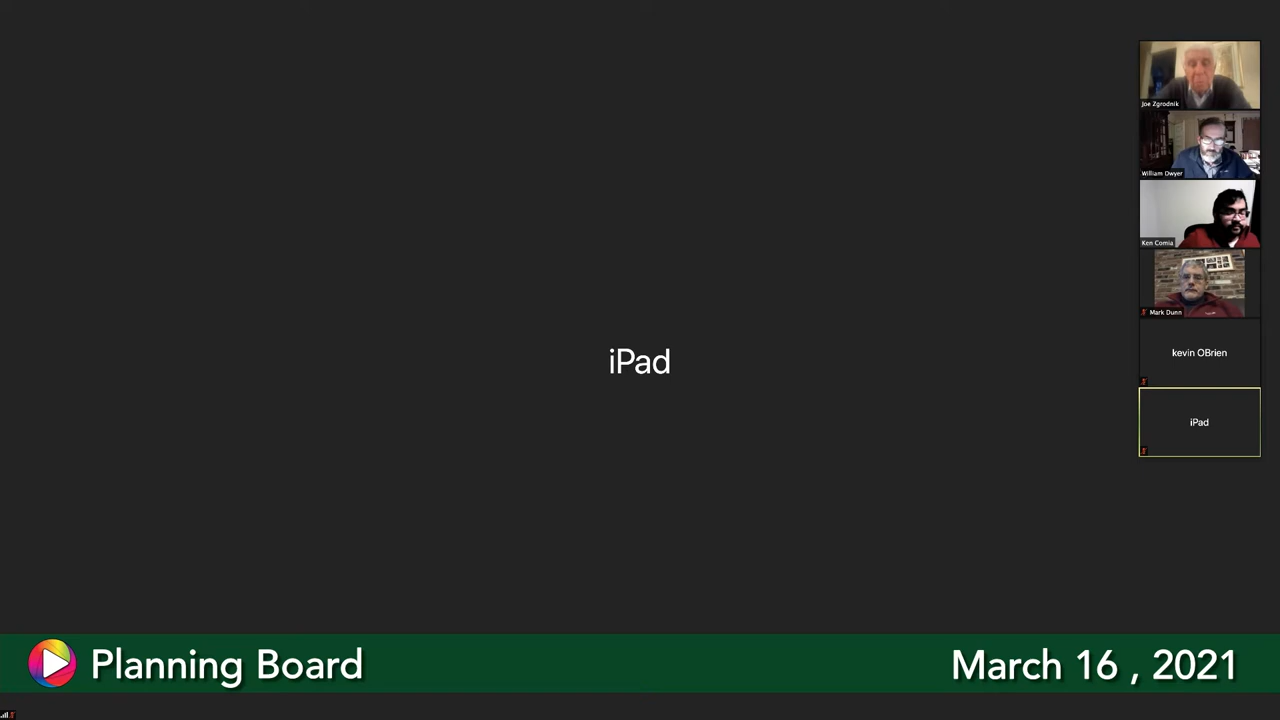 Joe Zgrodnik
William Dwyer
Ken Comia
Mark Dunn
kevin OBrien
iPad
iPad
Planning Board
March 16 , 2021